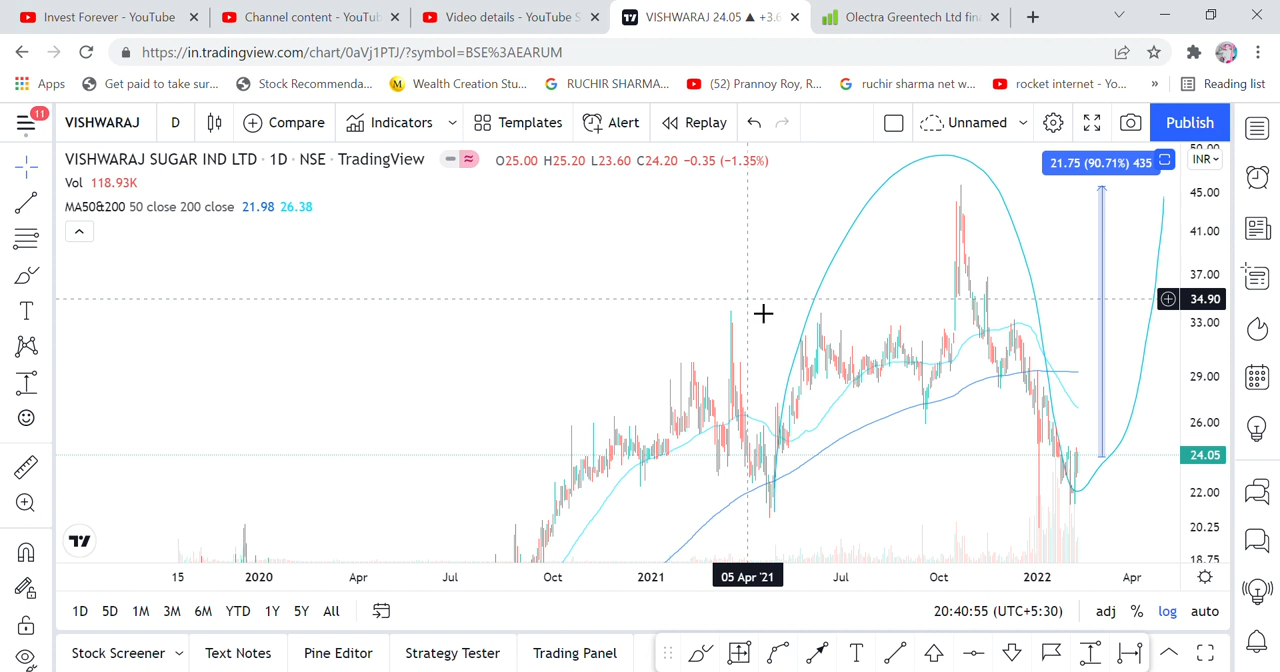 Invest Forever - YouTube
Channel content - YouTub
Video details - YouTube S
VISHWARAJ 24.05 ▲ +3.6
Olectra Greentech Ltd fin
https://in.tradingview.com/chart/0aVj1PTJ/?symbol=BSE%3AEARUM
Apps
Get paid to take sur...
Stock Recommenda...
M Wealth Creation Stu...
G RUCHIR SHARMA...
(52) Prannoy Roy, R...
G ruchir sharma net w...
rocket internet - Yo...
»
Reading list
11
VISHWARAJ
D
Compare
Indicators
Templates
Alert
Replay
Unnamed
Publish
VISHWARAJ SUGAR IND LTD · 1D · NSE · TradingView
O25.00 H25.20 L23.60 C24.20 −0.35 (−1.35%)
21.75 (90.71%) 435
INR
Vol 118.93K
MA50&200 50 close 200 close 21.98 26.38
50.00
45.00
41.00
37.00
34.90
33.00
29.00
26.00
24.05
22.00
20.25
18.75
15 2020 Apr Jul Oct 2021 05 Apr '21 Jul Oct 2022 Apr
1D 5D 1M 3M 6M YTD 1Y 5Y All
20:40:55 (UTC+5:30)
adj % log auto
Stock Screener
Text Notes
Pine Editor
Strategy Tester
Trading Panel